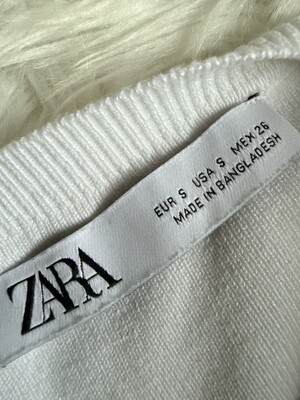 ZARA
EUR S USA S MEX 26
MADE IN BANGLADESH